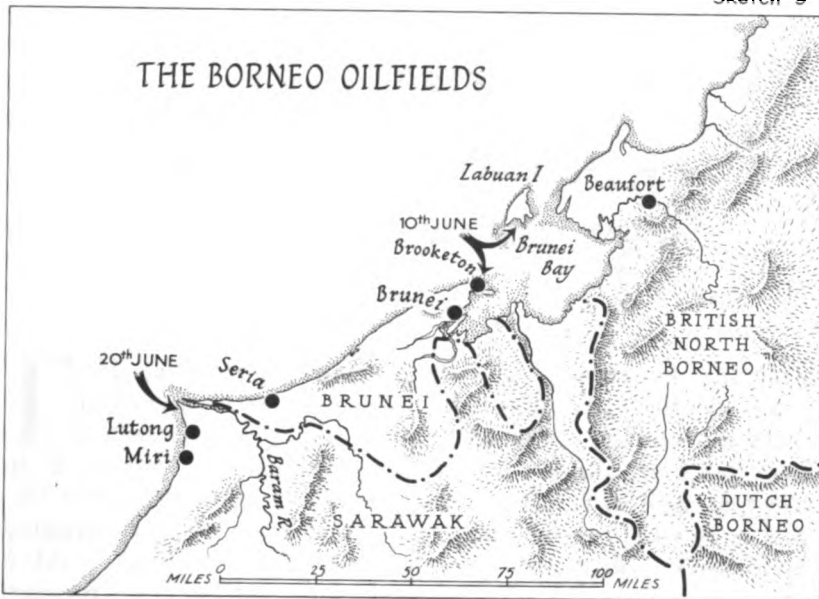 THE BORNEO OILFIELDS
Labuan I
Beaufort
10th JUNE
Brooketon
Brunei
Bay
Brunei
BRITISH
NORTH
BORNEO
20th JUNE
Seria
BRUNEI
Lutong
Miri
Baram R.
SARAWAK
DUTCH
BORNEO
MILES 0 25 50 75 100 MILES